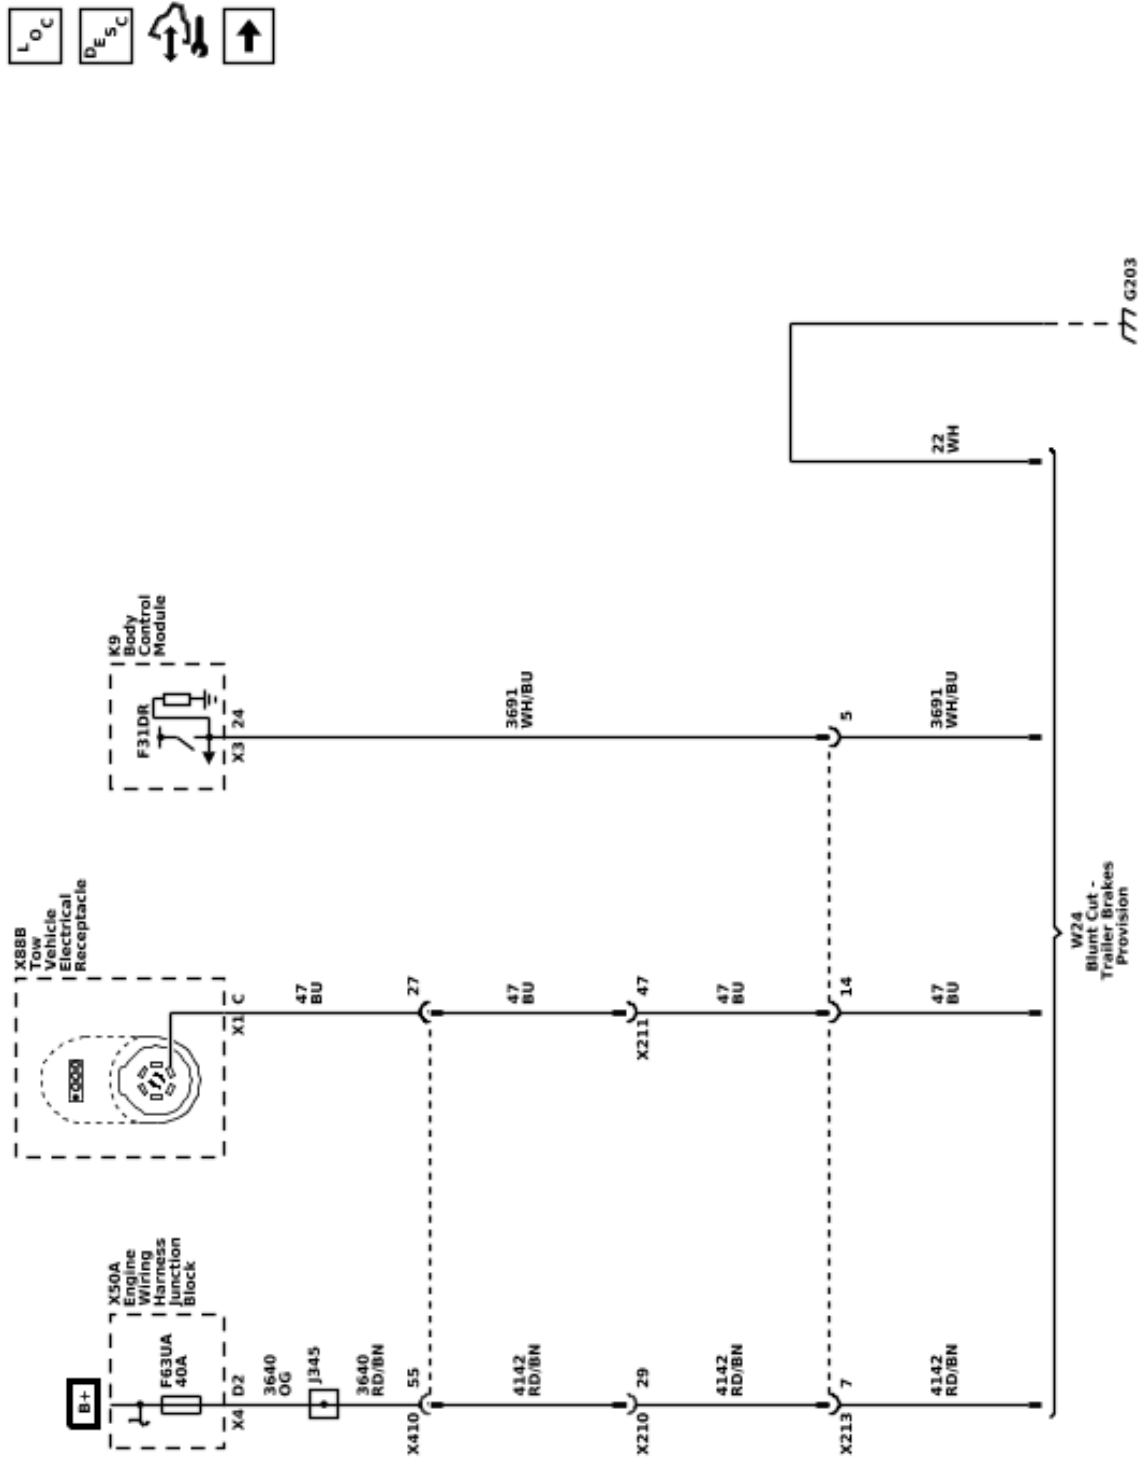 LOC
DESC
B+
X50A
Engine
Wiring
Harness
Junction
Block
F63UA
40A
X4
D2
3640
OG
J345
3640
RD/BN
X410
55
4142
RD/BN
X210
29
4142
RD/BN
X213
7
4142
RD/BN
X88B
Tow
Vehicle
Electrical
Receptacle
X1
C
47
BU
27
47
BU
X211
47
47
BU
14
47
BU
K9
Body
Control
Module
F31DR
X3
24
3691
WH/BU
5
3691
WH/BU
22
WH
G203
W24
Blunt Cut -
Trailer Brakes
Provision